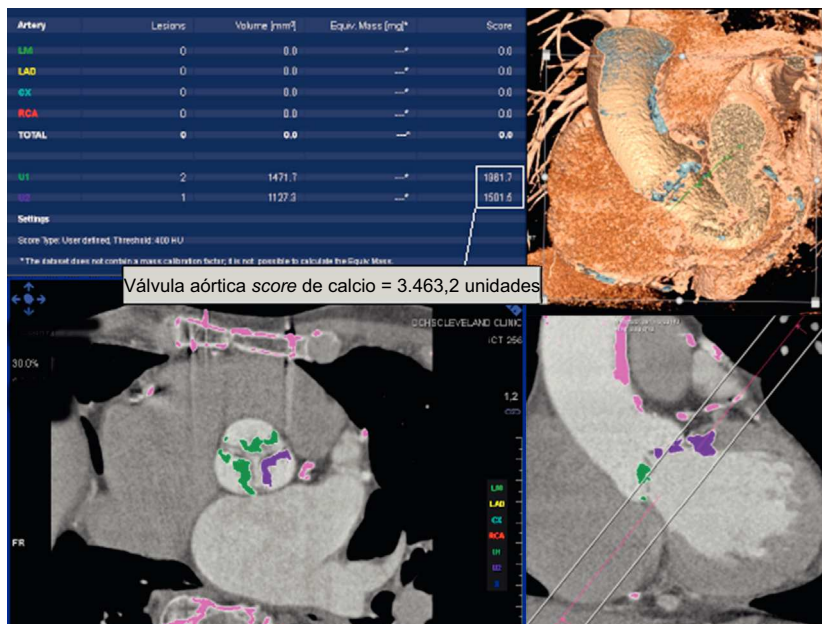 Artery Lesions Volume [mm³] Equiv. Mass [mg]* Score
LM 0 0.0 ---* 0.0
LAD 0 0.0 ---* 0.0
CX 0 0.0 ---* 0.0
RCA 0 0.0 ---* 0.0
TOTAL 0 0.0 ---* 0.0
U1 2 1471.7 ---* 1961.7
U2 1 1127.3 ---* 1501.5
Settings
Score Type: User defined, Threshold: 400 HU
* The dataset does not contain a mass calibration factor; it is not possible to calculate the Equiv. Mass.
Válvula aórtica score de calcio = 3.463,2 unidades
CLEVELAND CLINIC
iCT 256
30.0%
1,2
FR
LM
LAD
CX
RCA
U1
U2